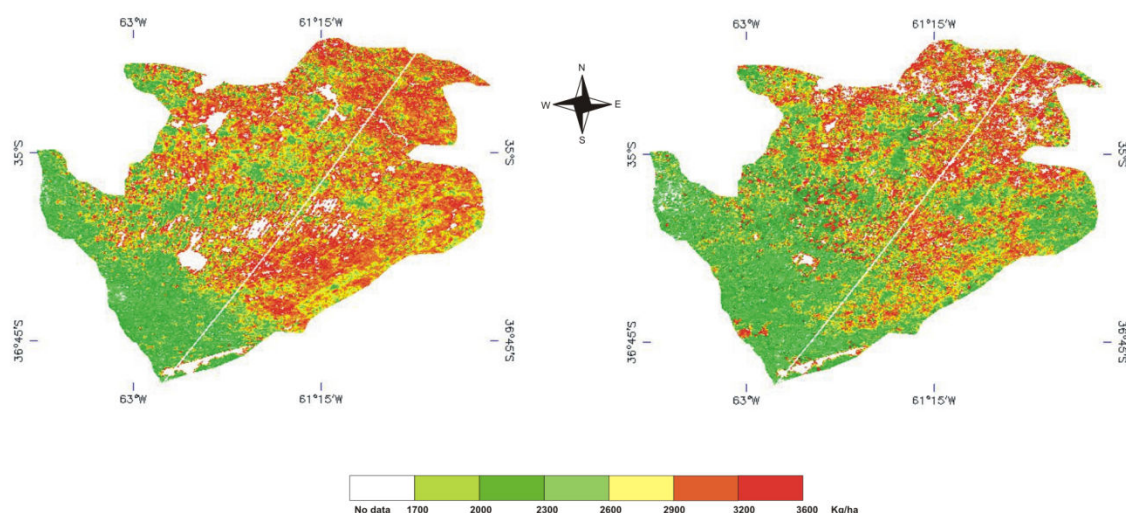 63°W 61°15'W 63°W 61°15'W
N
W E
S
35°S 35°S 35°S 35°S
36°45'S 36°45'S 36°45'S 36°45'S
63°W 61°15'W 63°W 61°15'W
No data 1700 2000 2300 2600 2900 3200 3600 Kg/ha